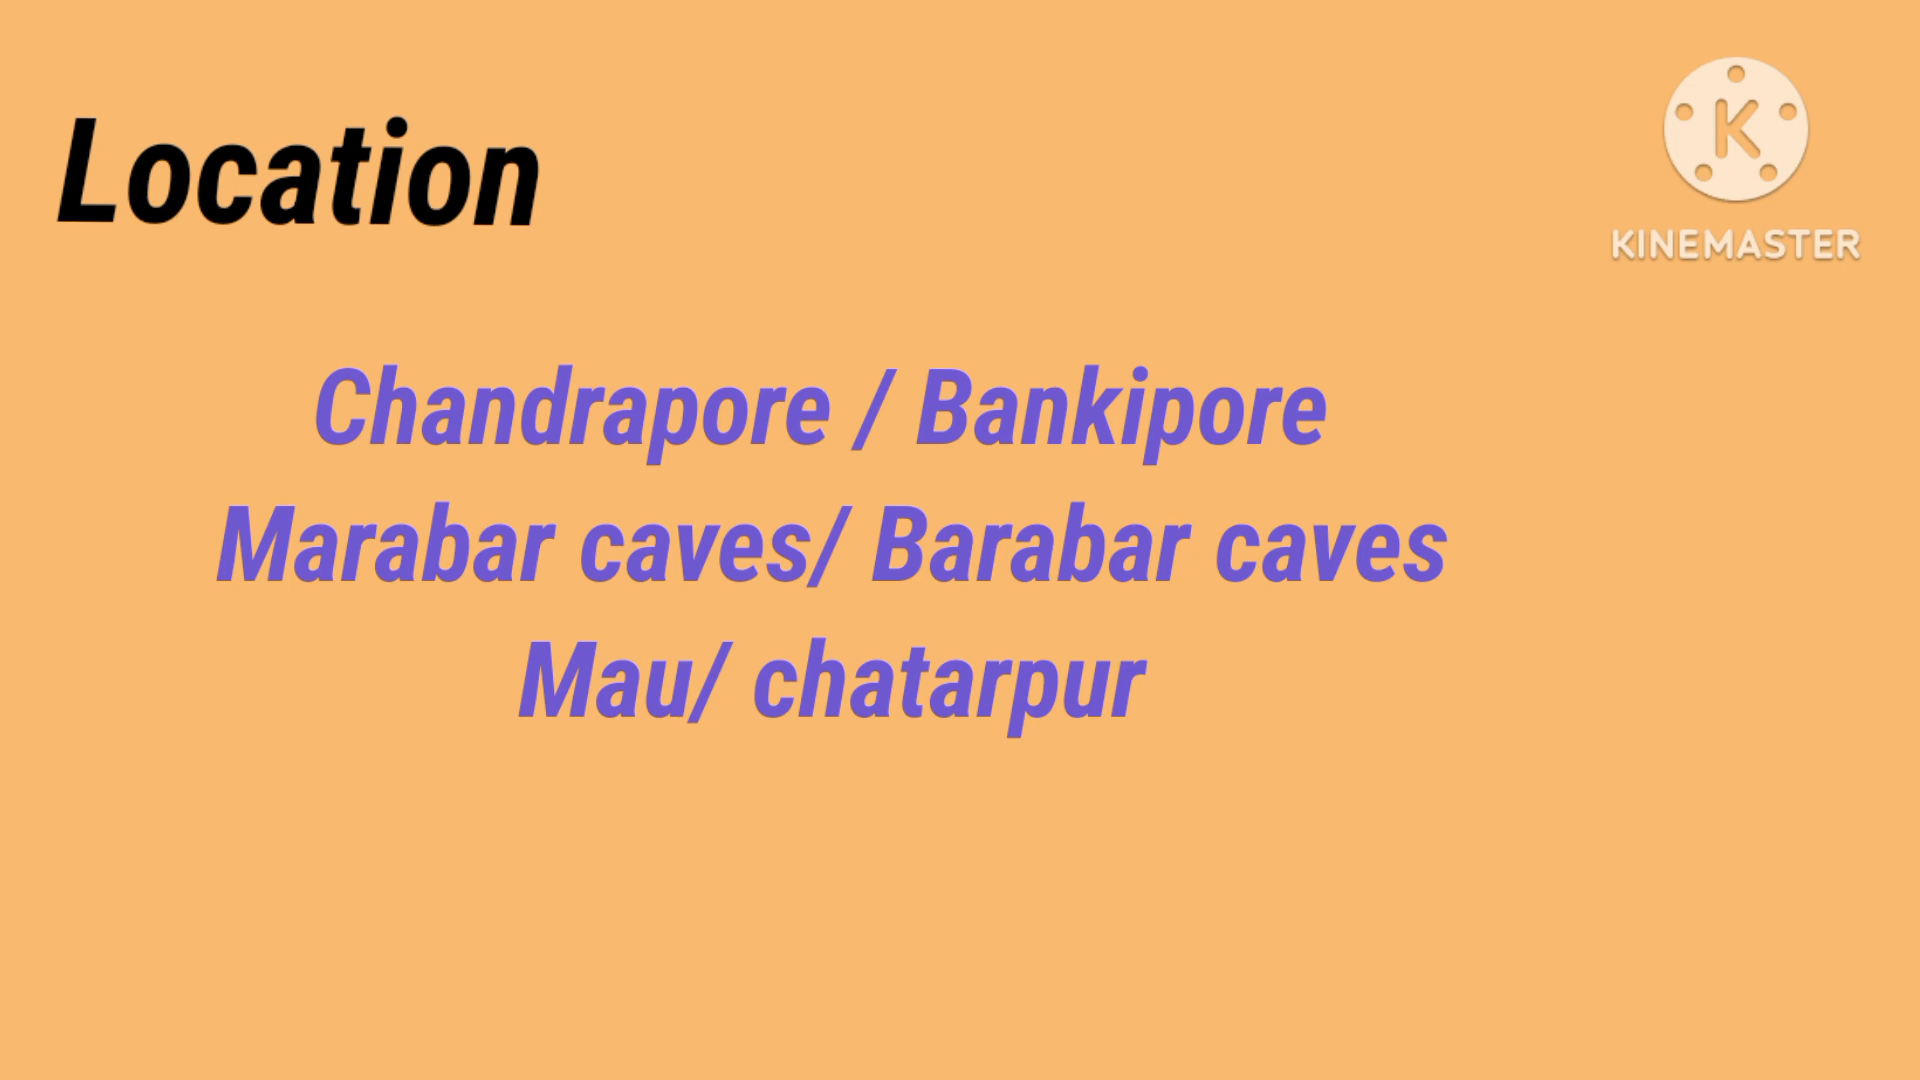 Location
KINEMASTER
Chandrapore / Bankipore
Marabar caves/ Barabar caves
Mau/ chatarpur